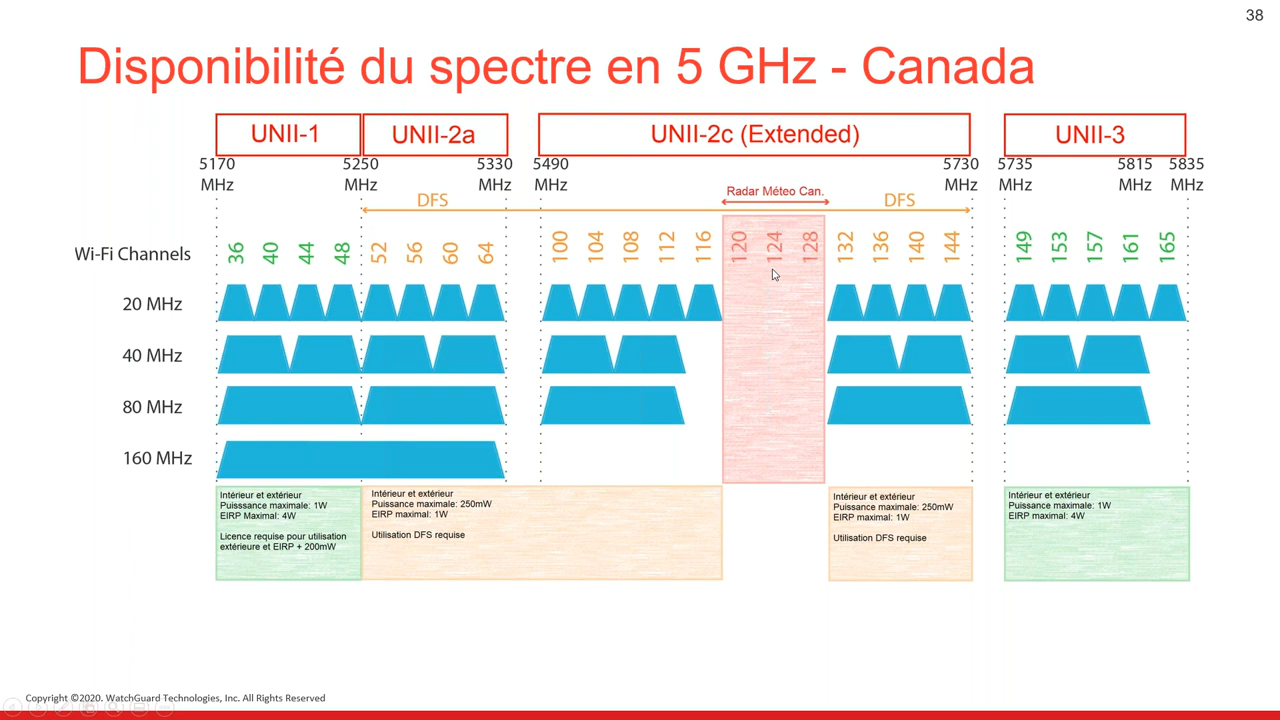 38
Disponibilité du spectre en 5 GHz - Canada
UNII-1 UNII-2a UNII-2c (Extended) UNII-3
5170 MHz 5250 MHz 5330 MHz 5490 MHz 5730 MHz 5735 MHz 5815 MHz 5835 MHz
Radar Méteo Can.
DFS DFS
Wi-Fi Channels 36 40 44 48 52 56 60 64 100 104 108 112 116 120 124 128 132 136 140 144 149 153 157 161 165
20 MHz
40 MHz
80 MHz
160 MHz
Intérieur et extérieur
Puisssance maximale: 1W
EIRP Maximal: 4W
Licence requise pour utilisation
extérieure et EIRP + 200mW
Intérieur et extérieur
Puissance maximale: 250mW
EIRP maximal: 1W
Utilisation DFS requise
Intérieur et extérieur
Puissance maximale: 250mW
EIRP maximal: 1W
Utilisation DFS requise
Intérieur et extérieur
Puissance maximale: 1W
EIRP maximal: 4W
Copyright ©2020. WatchGuard Technologies, Inc. All Rights Reserved